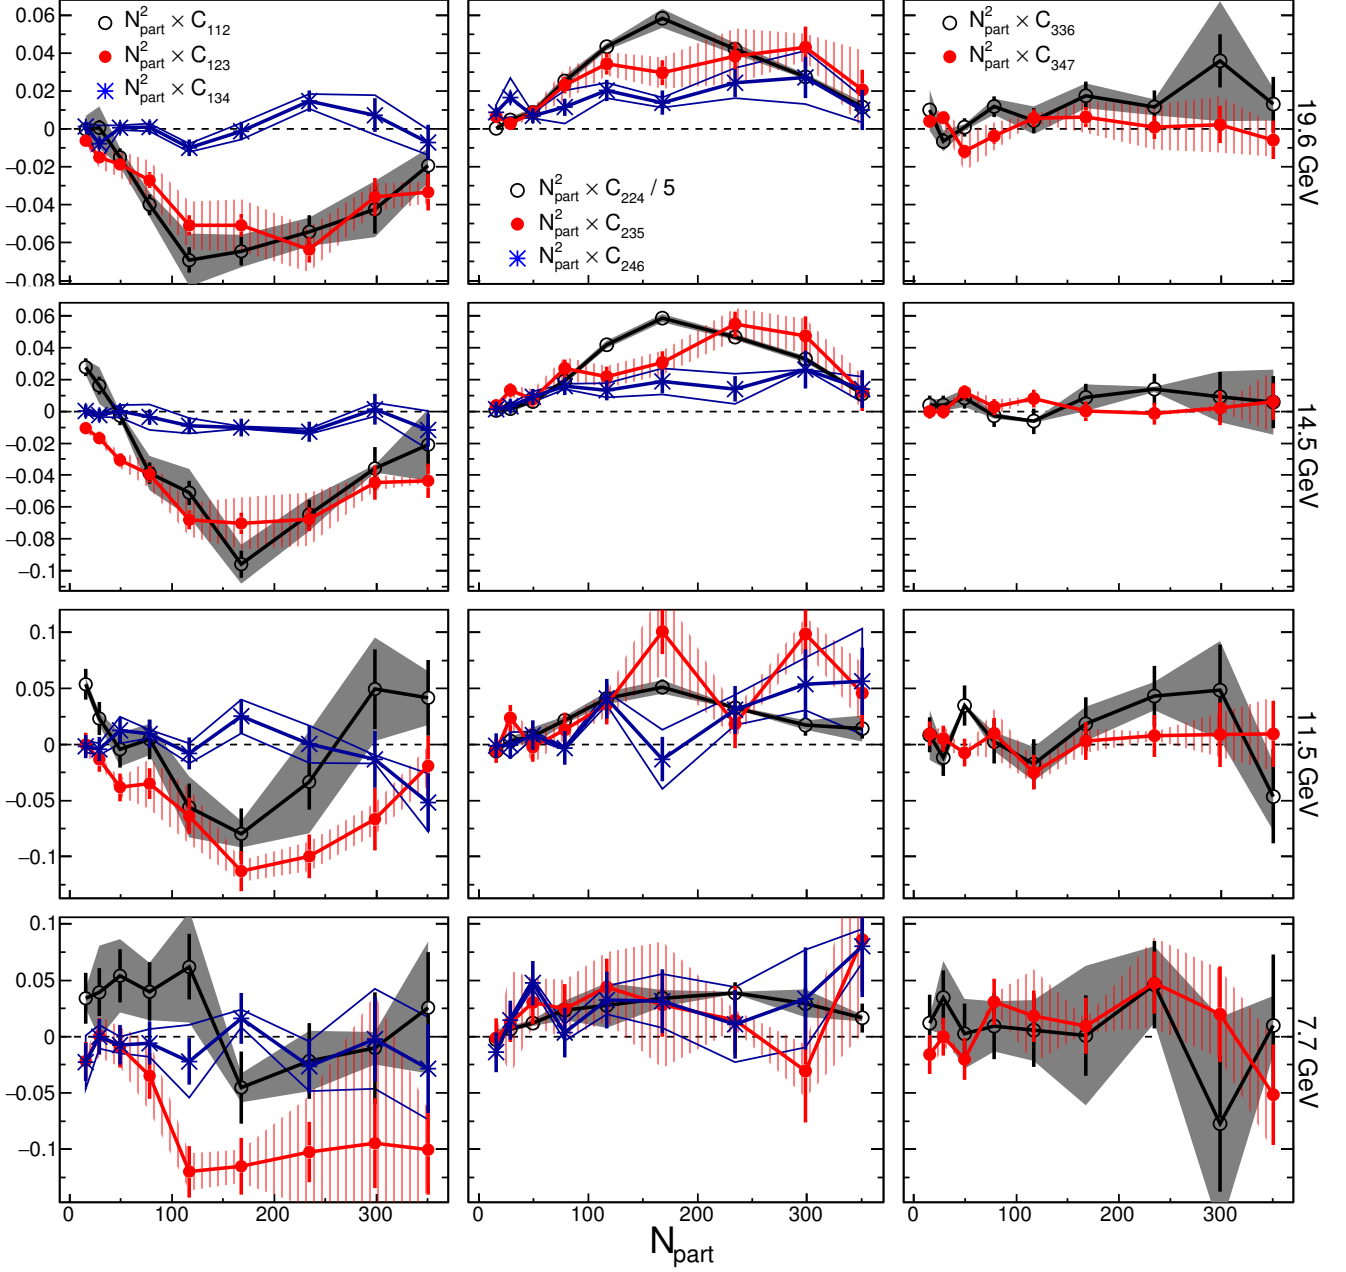 0.06
0.04
0.02
0
−0.02
−0.04
−0.06
−0.08
N²part × C112
N²part × C123
N²part × C134
N²part × C224 / 5
N²part × C235
N²part × C246
N²part × C336
N²part × C347
19.6 GeV
0.06
0.04
0.02
0
−0.02
−0.04
−0.06
−0.08
−0.1
14.5 GeV
0.1
0.05
0
−0.05
−0.1
11.5 GeV
0.1
0.05
0
−0.05
−0.1
7.7 GeV
0 100 200 300 0 100 200 300 0 100 200 300
Npart